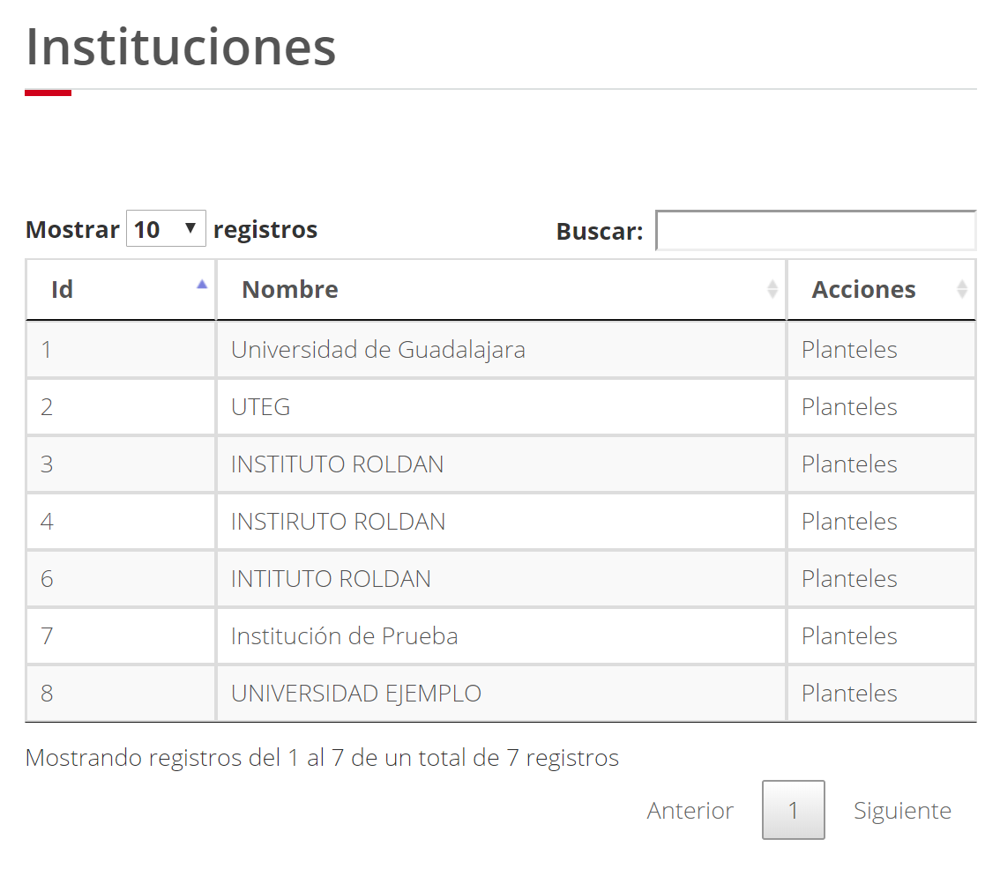 Instituciones
Mostrar 10 registros Buscar:
Id Nombre Acciones
1 Universidad de Guadalajara Planteles
2 UTEG Planteles
3 INSTITUTO ROLDAN Planteles
4 INSTIRUTO ROLDAN Planteles
6 INTITUTO ROLDAN Planteles
7 Institución de Prueba Planteles
8 UNIVERSIDAD EJEMPLO Planteles
Mostrando registros del 1 al 7 de un total de 7 registros
Anterior 1 Siguiente